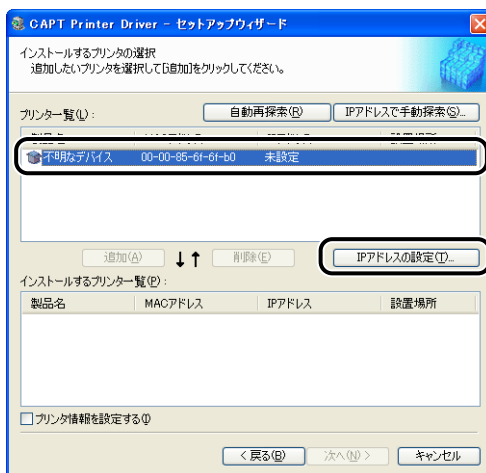 CAPT Printer Driver - セットアップウィザード
インストールするプリンタの選択
追加したいプリンタを選択して[追加]をクリックしてください。
プリンター覧(L): 自動再探索(R) IPアドレスで手動探索(S)...
不明なデバイス 00-00-85-6f-6f-b0 未設定
追加(A) ↓↑ 削除(E) IPアドレスの設定(T)...
インストールするプリンター覧(P):
製品名 MACアドレス IPアドレス 設置場所
プリンタ情報を設定する(I)
< 戻る(B) 次へ(N) > キャンセル